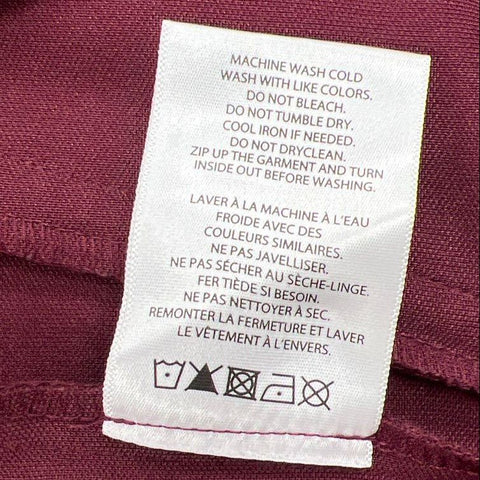 MACHINE WASH COLD
WASH WITH LIKE COLORS.
DO NOT BLEACH.
DO NOT TUMBLE DRY.
COOL IRON IF NEEDED.
DO NOT DRYCLEAN.
ZIP UP THE GARMENT AND TURN
INSIDE OUT BEFORE WASHING.
LAVER À LA MACHINE À L'EAU
FROIDE AVEC DES
COULEURS SIMILAIRES.
NE PAS JAVELLISER.
NE PAS SÉCHER AU SÈCHE-LINGE.
FER TIÈDE SI BESOIN.
NE PAS NETTOYER À SEC.
REMONTER LA FERMETURE ET LAVER
LE VÊTEMENT À L'ENVERS.